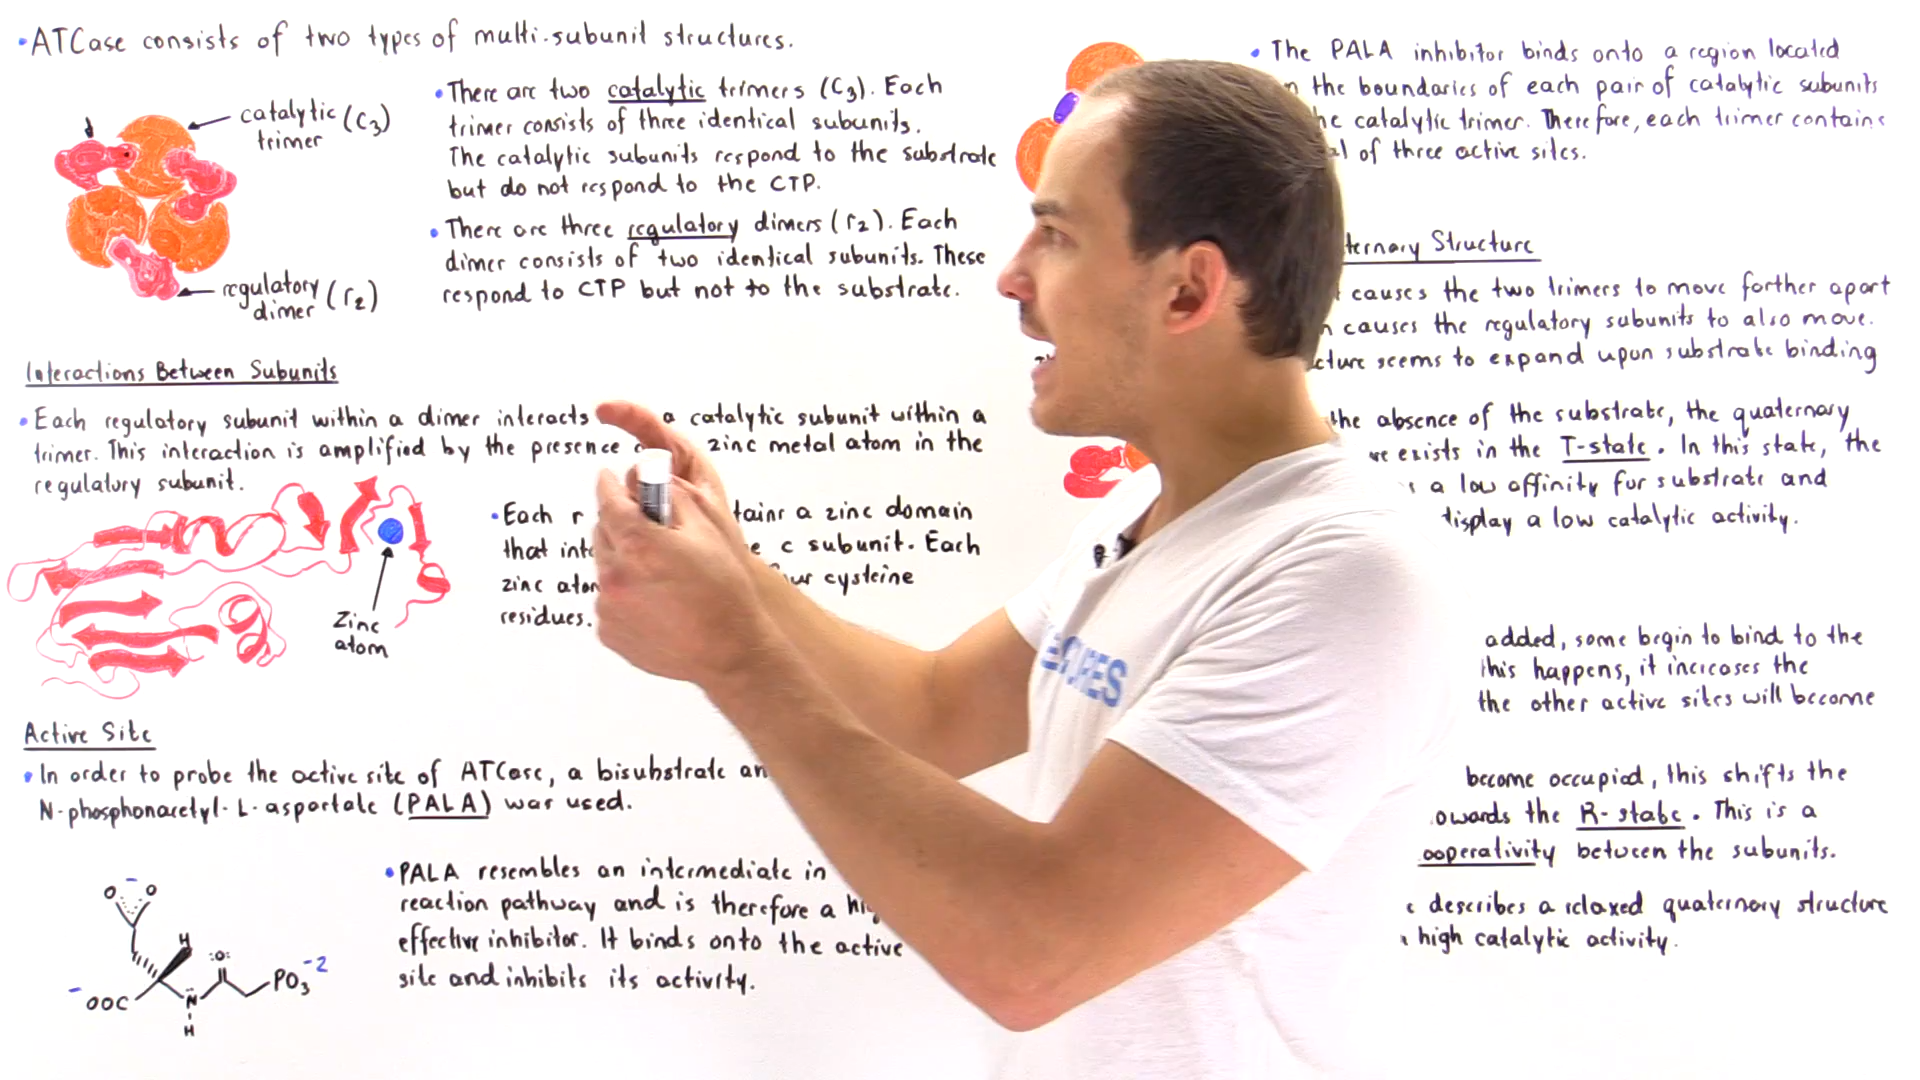 •ATCase consists of two types of multi-subunit structures.
catalytic (C3)
trimer
regulatory (r2)
dimer
•There are two catalytic trimers (C3). Each
trimer consists of three identical subunits.
The catalytic subunits respond to the substrate
but do not respond to the CTP.
•There are three regulatory dimers (r2). Each
dimer consists of two identical subunits. These
respond to CTP but not to the substrate.
Interactions Between Subunits
•Each regulatory subunit within a dimer interacts a catalytic subunit within a
trimer. This interaction is amplified by the presence zinc metal atom in the
regulatory subunit.
Zinc
atom
•Each r a zinc domain
that c subunit. Each
zinc cysteine
residues.
Active Site
•In order to probe the active site of ATCase, a bisubstrate
N-phosphonacetyl-L-aspartate (PALA) was used.
O − O
H
:O:
−OOC
N
H
PO3 −2
•PALA resembles an intermediate in
reaction pathway and is therefore a
effective inhibitor. It binds onto the active
site and inhibits its activity.
•The PALA inhibitor binds onto a region located
the boundaries of each pair of catalytic subunits
catalytic trimer. Therefore, each trimer contains
of three active sites.
Structure
causes the two trimers to move farther apart
causes the regulatory subunits to also move.
seems to expand upon substrate binding
the absence of the substrate, the quaternary
exists in the T-state. In this state, the
a low affinity for substrate and
display a low catalytic activity.
added, some begin to bind to the
this happens, it increases the
the other active sites will become
become occupied, this shifts the
the R-state. This is a
between the subunits.
describes a relaxed quaternary structure
high catalytic activity.